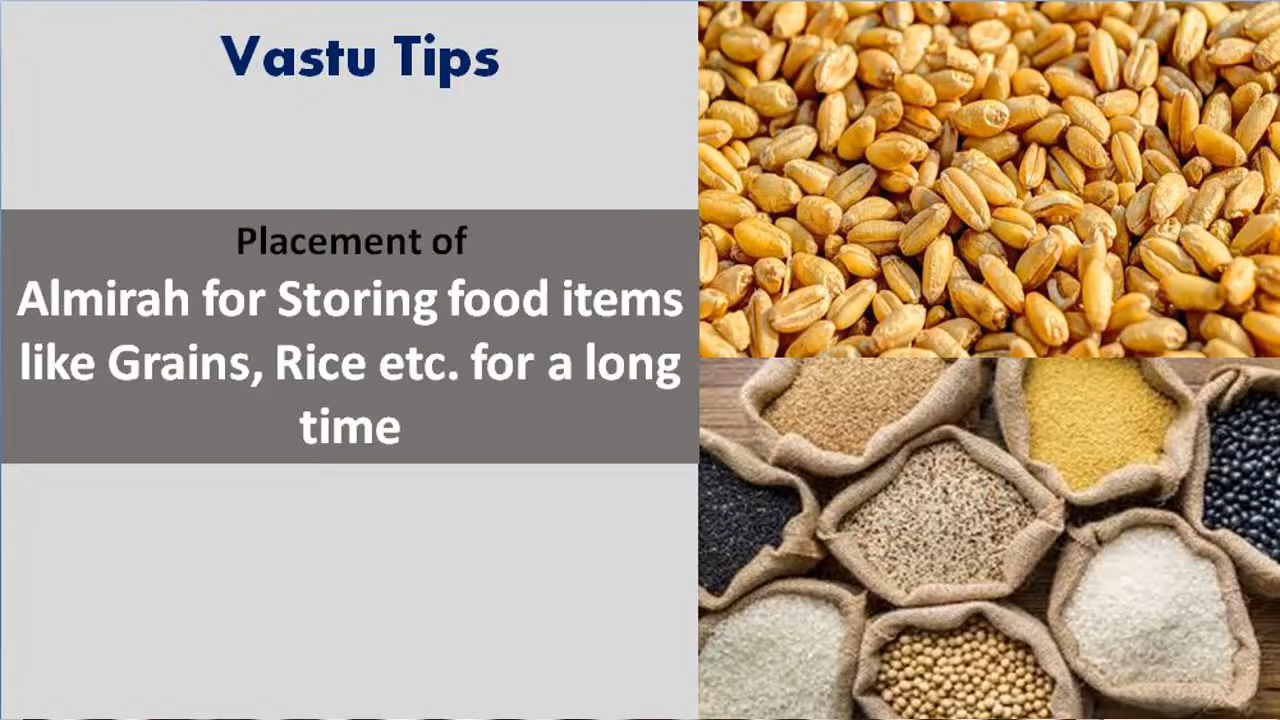 Vastu Tips
Placement of
Almirah for Storing food items
like Grains, Rice etc. for a long
time